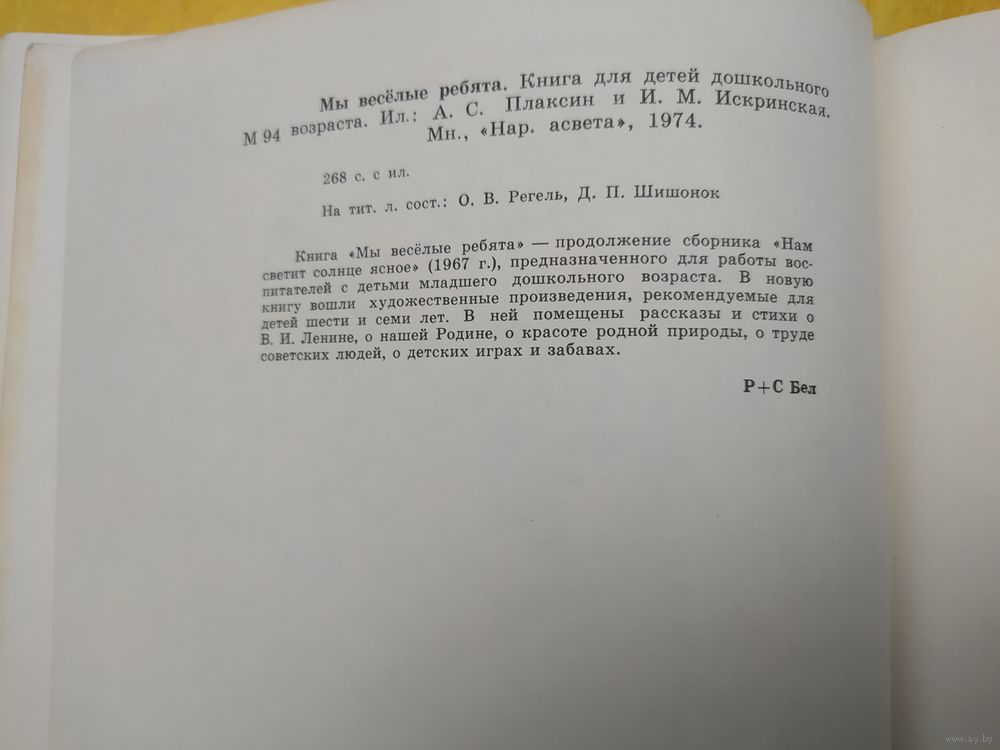 Мы весёлые ребята. Книга для детей дошкольного
М 94 возраста. Ил.: А. С. Плаксин и И. М. Искринская.
Мн., «Нар. асвета», 1974.
268 с. с ил.
На тит. л. сост.: О. В. Регель, Д. П. Шишонок
Книга «Мы весёлые ребята» — продолжение сборника «Нам
светит солнце ясное» (1967 г.), предназначенного для работы вос-
питателей с детьми младшего дошкольного возраста. В новую
книгу вошли художественные произведения, рекомендуемые для
детей шести и семи лет. В ней помещены рассказы и стихи о
В. И. Ленине, о нашей Родине, о красоте родной природы, о труде
советских людей, о детских играх и забавах.
Р+С Бел
www.ay.by